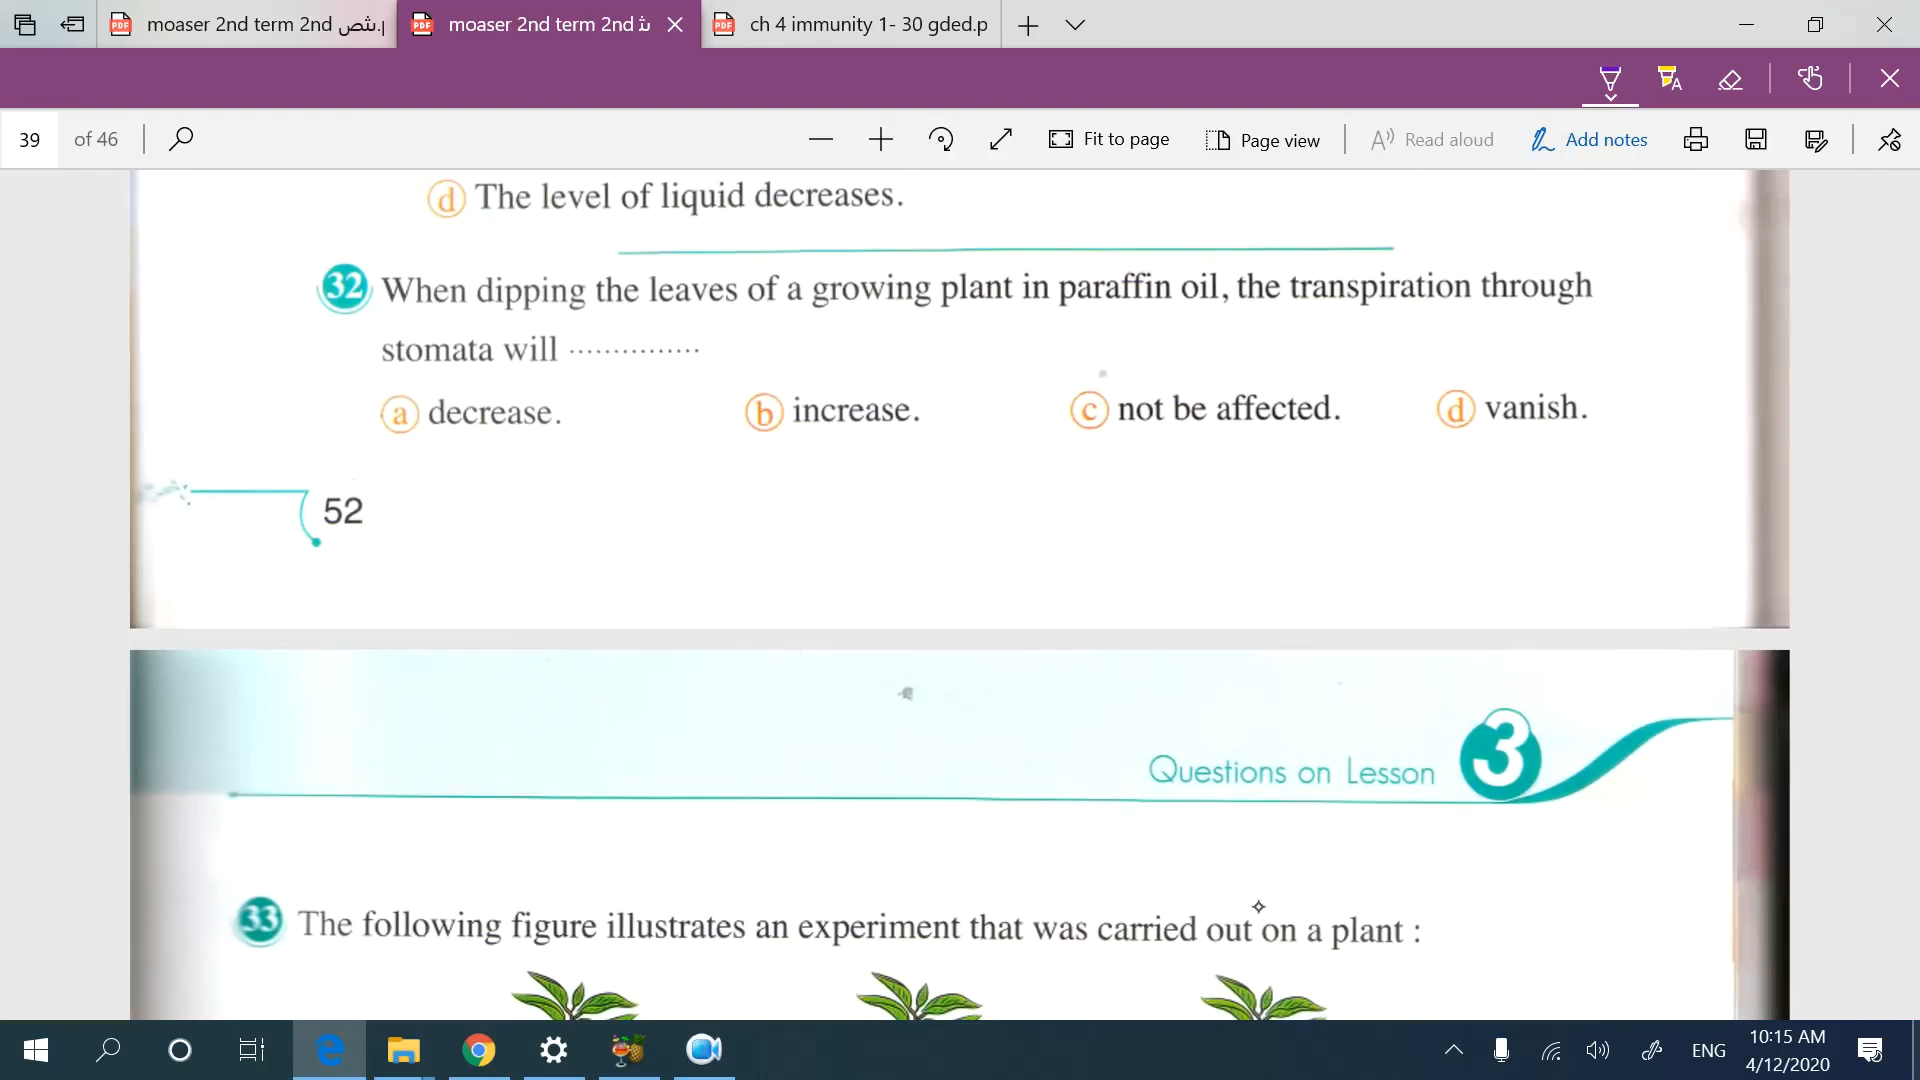 moaser 2nd term 2nd ثص.p
moaser 2nd term 2nd ث
ch 4 immunity 1- 30 gded.p
39 of 46
Fit to page
Page view
Read aloud
Add notes
d The level of liquid decreases.
32 When dipping the leaves of a growing plant in paraffin oil, the transpiration through
stomata will ...............
a decrease. b increase. c not be affected. d vanish.
52
Questions on Lesson 3
33 The following figure illustrates an experiment that was carried out on a plant :
ENG
10:15 AM
4/12/2020